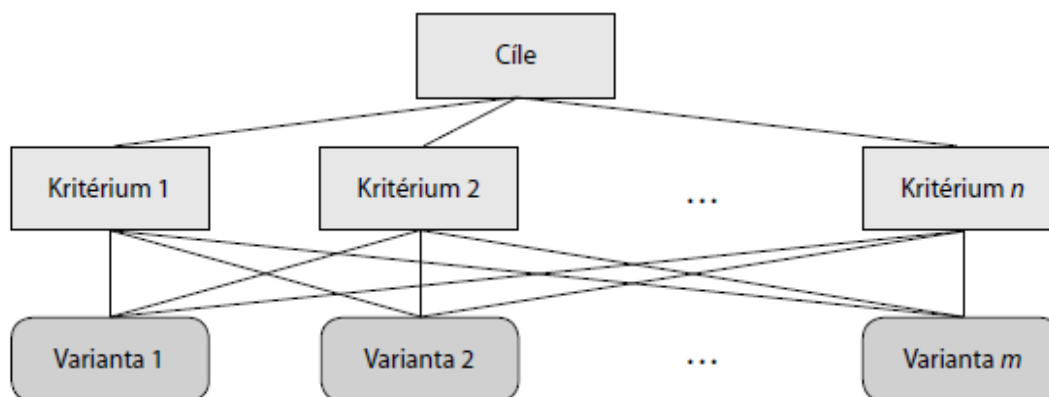 Cíle
Kritérium 1
Kritérium 2
...
Kritérium n
Varianta 1
Varianta 2
...
Varianta m